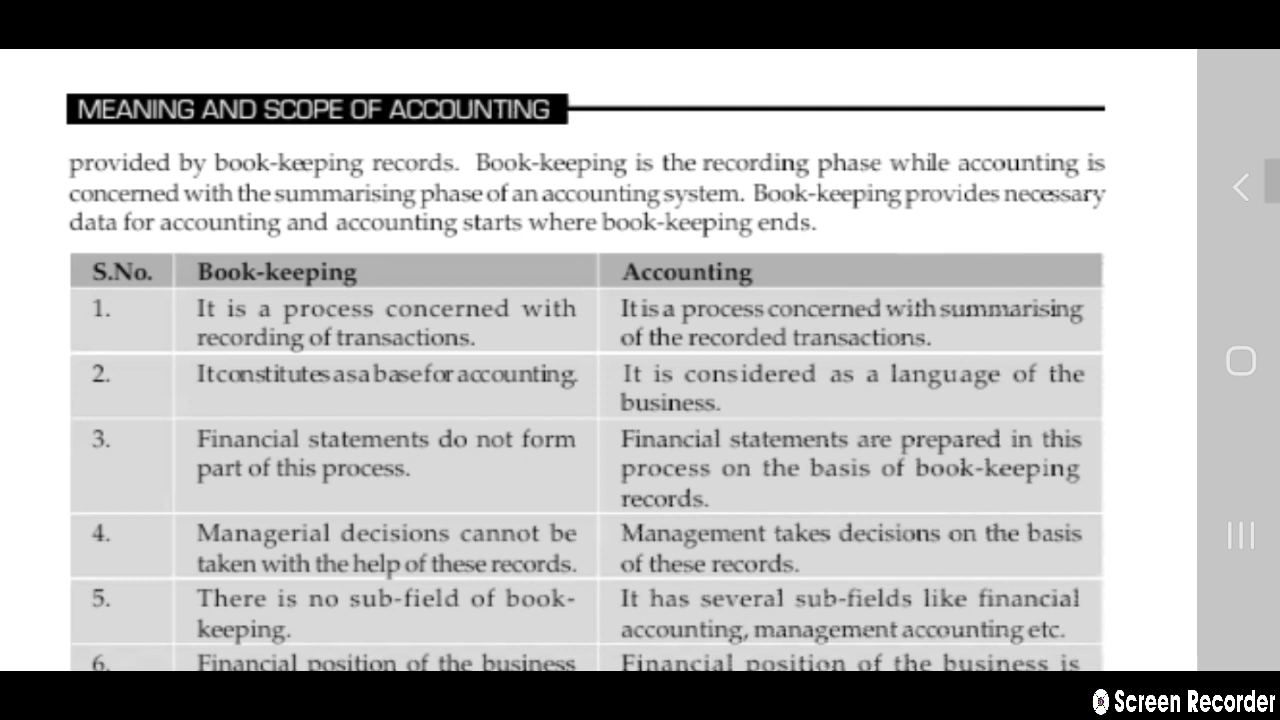 MEANING AND SCOPE OF ACCOUNTING
provided by book-keeping records. Book-keeping is the recording phase while accounting is
concerned with the summarising phase of an accounting system. Book-keeping provides necessary
data for accounting and accounting starts where book-keeping ends.
S.No. Book-keeping Accounting
1. It is a process concerned with It is a process concerned with summarising
recording of transactions. of the recorded transactions.
2. It constitutes as a base for accounting. It is considered as a language of the
business.
3. Financial statements do not form Financial statements are prepared in this
part of this process. process on the basis of book-keeping
records.
4. Managerial decisions cannot be Management takes decisions on the basis
taken with the help of these records. of these records.
5. There is no sub-field of book- It has several sub-fields like financial
keeping. accounting, management accounting etc.
6. Financial position of the business Financial position of the business is
Screen Recorder